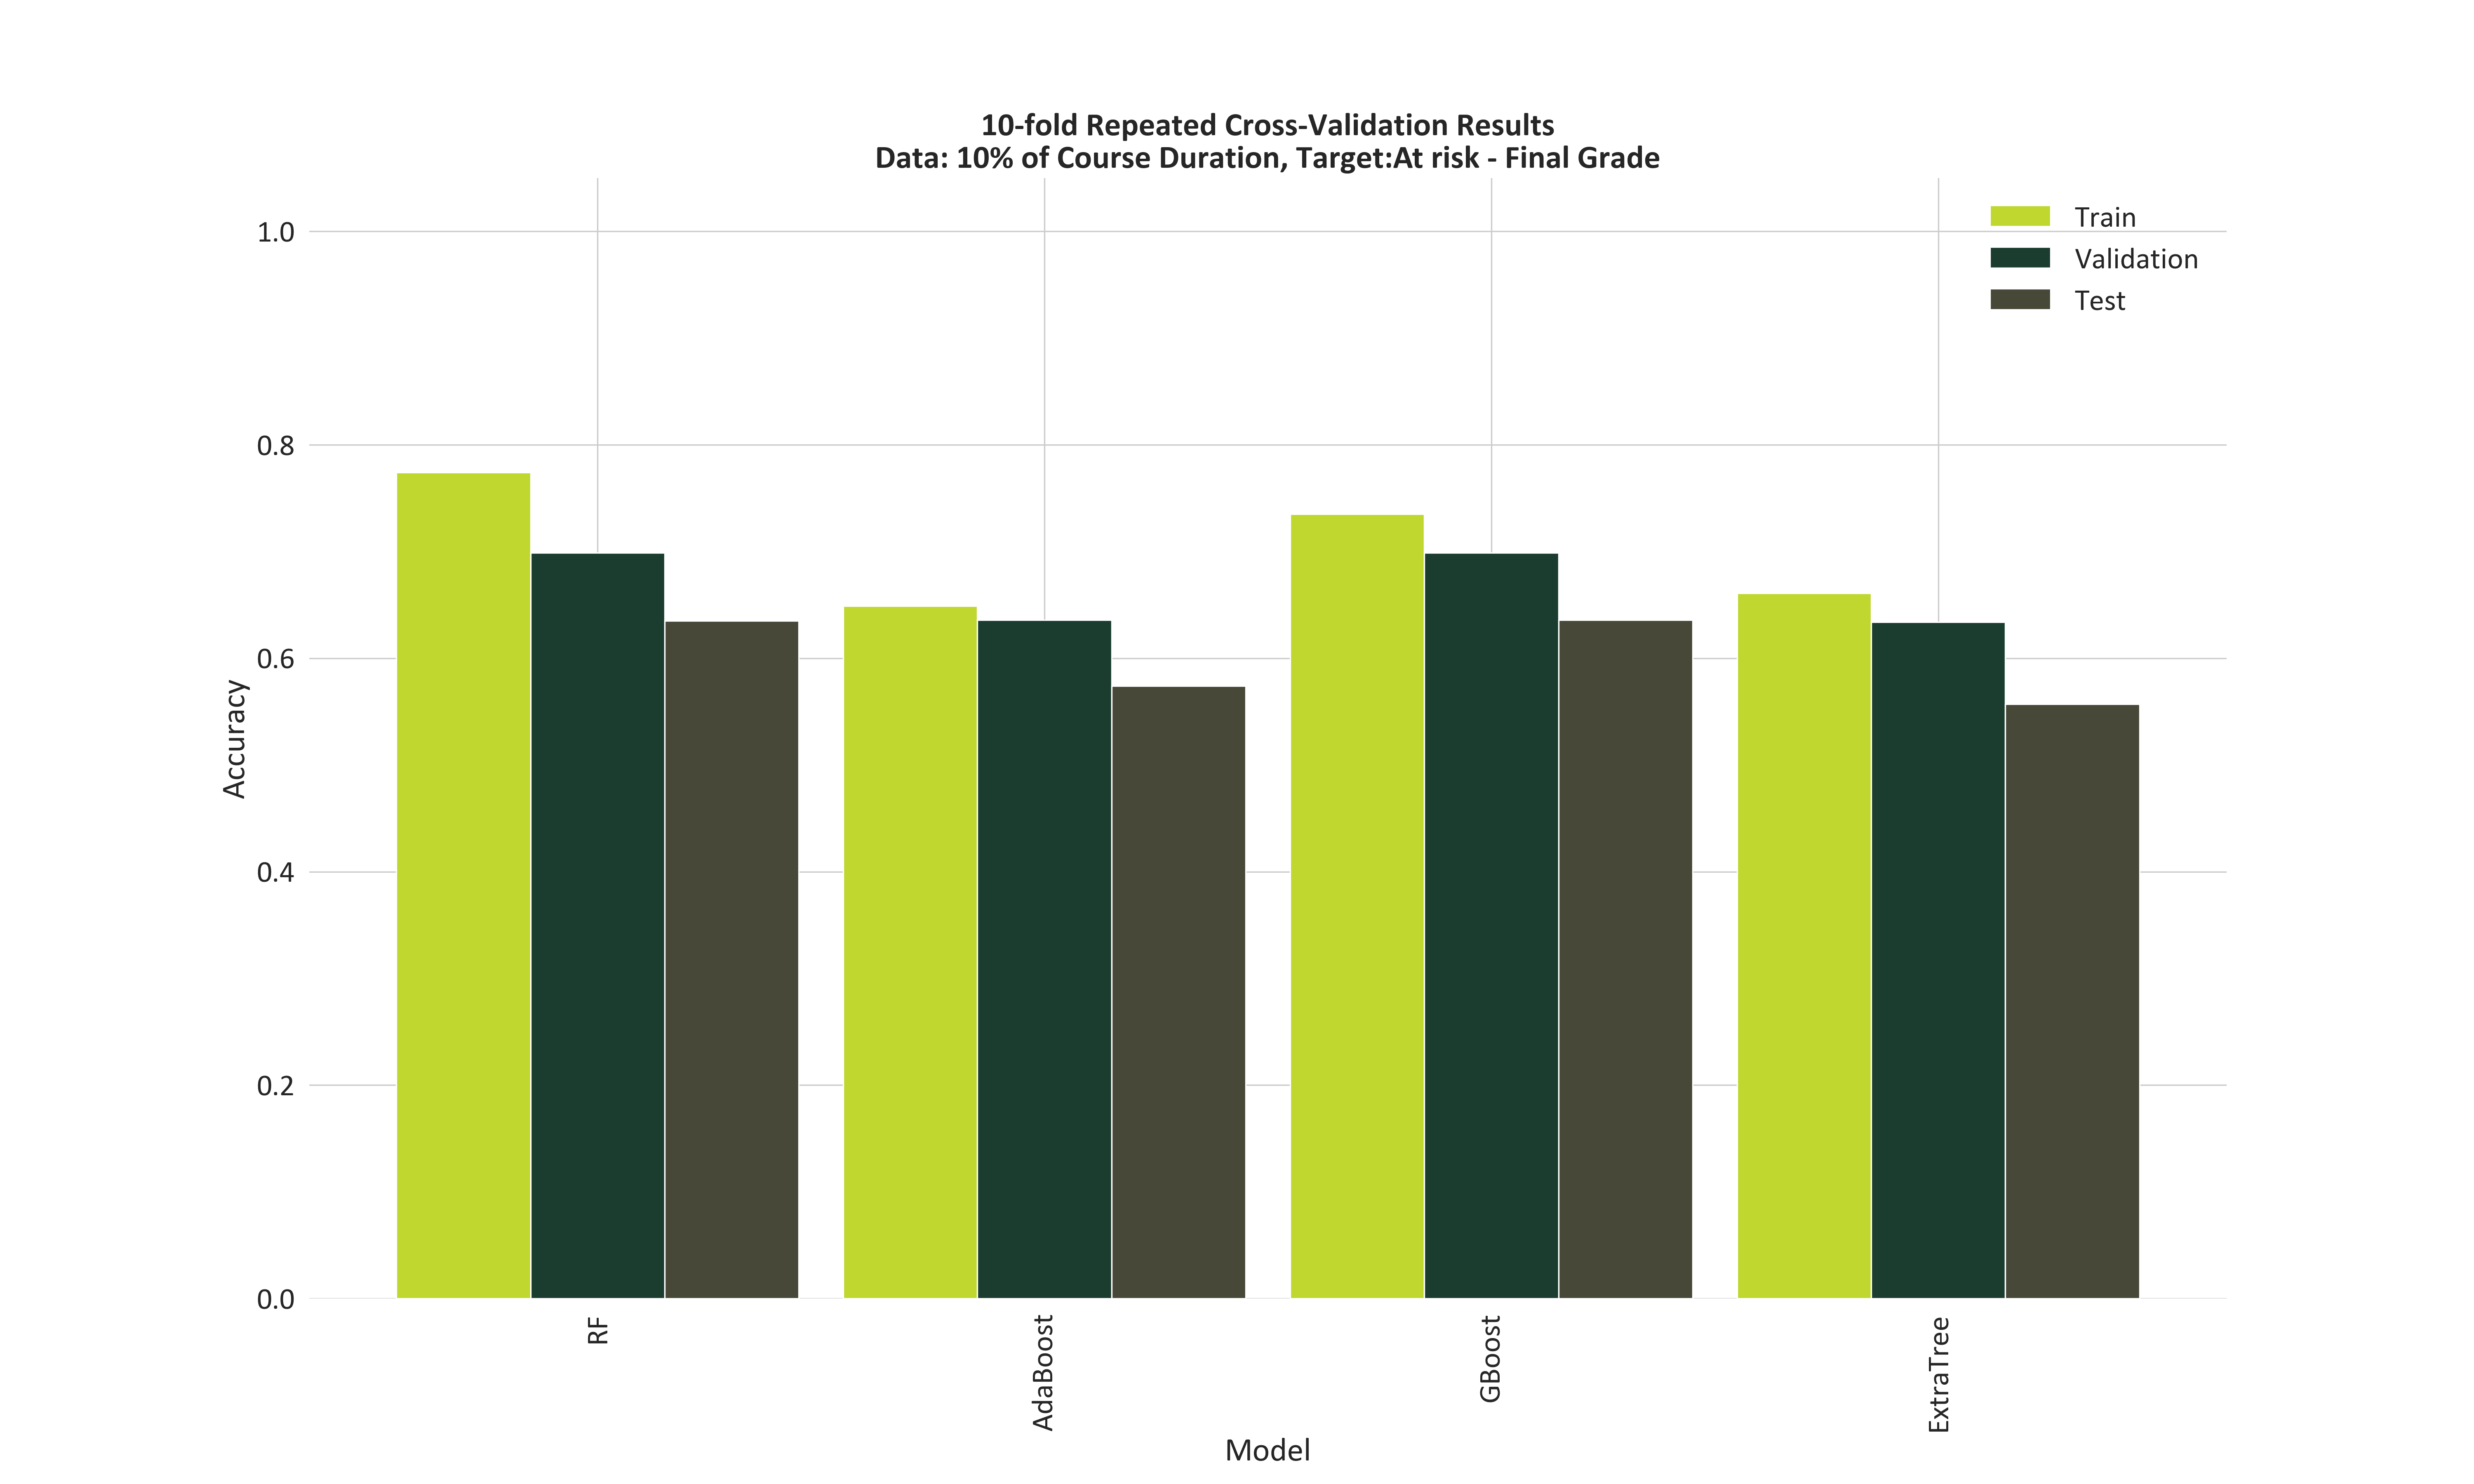 10-fold Repeated Cross-Validation Results
Data: 10% of Course Duration, Target:At risk - Final Grade
Train
Validation
Test
1.0
0.8
0.6
0.4
0.2
0.0
Accuracy
RF
AdaBoost
GBoost
ExtraTree
Model